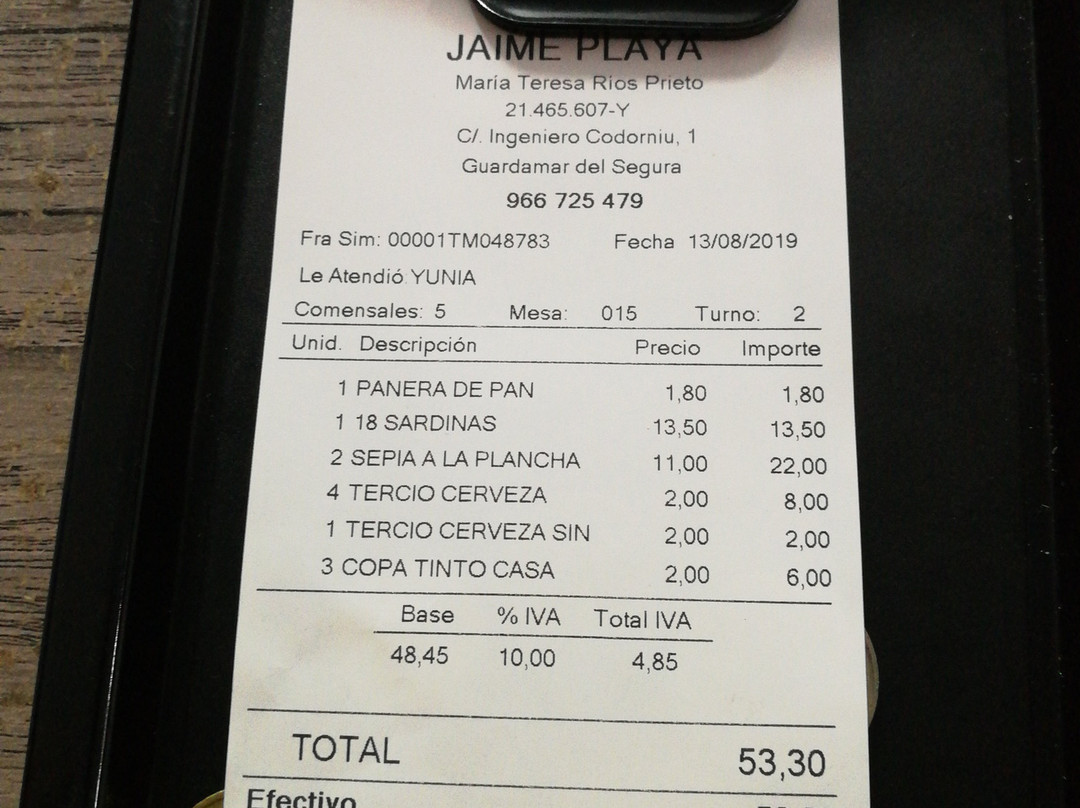 JAIME PLAYA
María Teresa Ríos Prieto
21.465.607-Y
C/. Ingeniero Codorniu, 1
Guardamar del Segura
966 725 479
Fra Sim: 00001TM048783 Fecha 13/08/2019
Le Atendió YUNIA
Comensales: 5 Mesa: 015 Turno: 2
Unid. Descripción Precio Importe
1 PANERA DE PAN 1,80 1,80
1 18 SARDINAS 13,50 13,50
2 SEPIA A LA PLANCHA 11,00 22,00
4 TERCIO CERVEZA 2,00 8,00
1 TERCIO CERVEZA SIN 2,00 2,00
3 COPA TINTO CASA 2,00 6,00
Base % IVA Total IVA
48,45 10,00 4,85
TOTAL 53,30
Efectivo